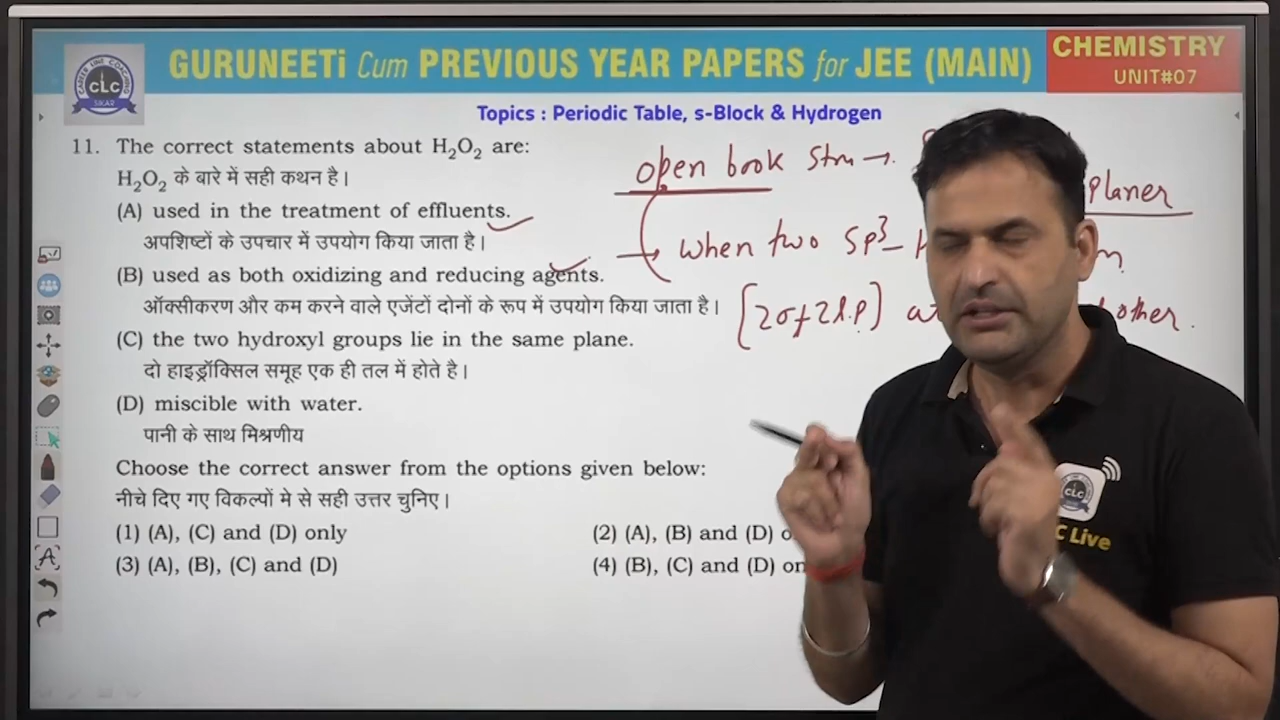 GURUNEETi Cum PREVIOUS YEAR PAPERS for JEE (MAIN)
CHEMISTRY
UNIT#07
CLC
SIKAR
Topics : Periodic Table, s-Block & Hydrogen
11. The correct statements about H₂O₂ are:
H₂O₂ के बारे में सही कथन है।
(A) used in the treatment of effluents.
अपशिष्टों के उपचार में उपयोग किया जाता है।
(B) used as both oxidizing and reducing agents.
ऑक्सीकरण और कम करने वाले एजेंटों दोनों के रूप में उपयोग किया जाता है।
(C) the two hydroxyl groups lie in the same plane.
दो हाइड्रॉक्सिल समूह एक ही तल में होते है।
(D) miscible with water.
पानी के साथ मिश्रणीय
Choose the correct answer from the options given below:
नीचे दिए गए विकल्पों मे से सही उत्तर चुनिए।
(1) (A), (C) and (D) only
(2) (A), (B) and (D)
(3) (A), (B), (C) and (D)
(4) (B), (C) and (D)
open book Strn →
Planer
→ when two Sp³-
[2σ+2l.p] other.
CLC
Live